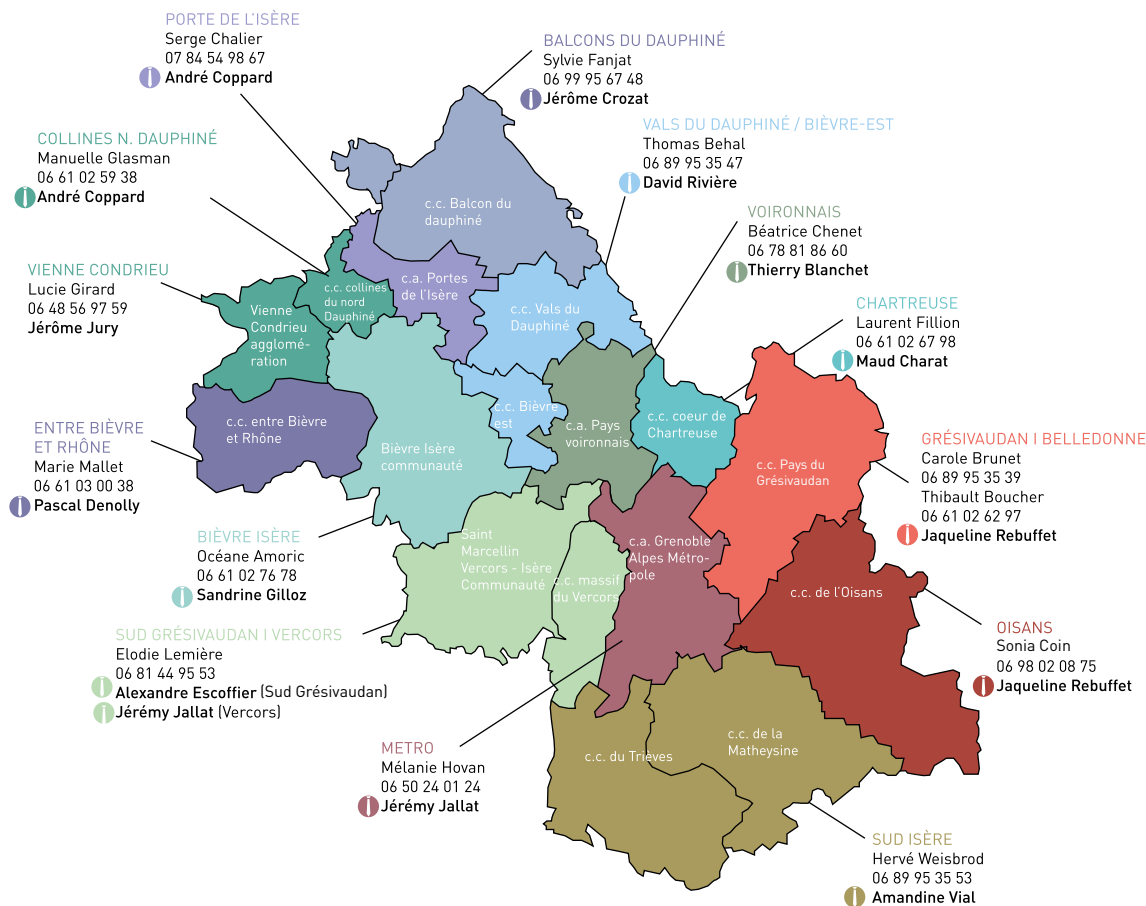 PORTE DE L'ISÈRE
Serge Chalier
07 84 54 98 67
André Coppard
BALCONS DU DAUPHINÉ
Sylvie Fanjat
06 99 95 67 48
Jérôme Crozat
COLLINES N. DAUPHINÉ
Manuelle Glasman
06 61 02 59 38
André Coppard
VALS DU DAUPHINÉ / BIÈVRE-EST
Thomas Behal
06 89 95 35 47
David Rivière
VOIRONNAIS
Béatrice Chenet
06 78 81 86 60
Thierry Blanchet
VIENNE CONDRIEU
Lucie Girard
06 48 56 97 59
Jérôme Jury
CHARTREUSE
Laurent Fillion
06 61 02 67 98
Maud Charat
c.c. Balcon du
dauphiné
c.a. Portes
de l'Isère
c.c. collines
du nord
Dauphiné
Vienne
Condrieu
agglomé-
ration
c.c. Vals du
Dauphiné
c.c. entre Bièvre
et Rhône
Bièvre Isère
communauté
c.c. Bièvre
est
c.a. Pays
voironnais
c.c. coeur de
Chartreuse
c.c. Pays du
Grésivaudan
ENTRE BIÈVRE
ET RHÔNE
Marie Mallet
06 61 03 00 38
Pascal Denolly
GRÉSIVAUDAN I BELLEDONNE
Carole Brunet
06 89 95 35 39
Thibault Boucher
06 61 02 62 97
Jaqueline Rebuffet
BIÈVRE ISÈRE
Océane Amoric
06 61 02 76 78
Sandrine Gilloz
Saint
Marcellin
Vercors - Isère
Communauté
c.c. massif
du Vercors
c.a. Grenoble
Alpes Métro-
pole
c.c. de l'Oisans
SUD GRÉSIVAUDAN I VERCORS
Elodie Lemière
06 81 44 95 53
Alexandre Escoffier (Sud Grésivaudan)
Jérémy Jallat (Vercors)
OISANS
Sonia Coin
06 98 02 08 75
Jaqueline Rebuffet
METRO
Mélanie Hovan
06 50 24 01 24
Jérémy Jallat
c.c. du Trièves
c.c. de la
Matheysine
SUD ISÈRE
Hervé Weisbrod
06 89 95 35 53
Amandine Vial